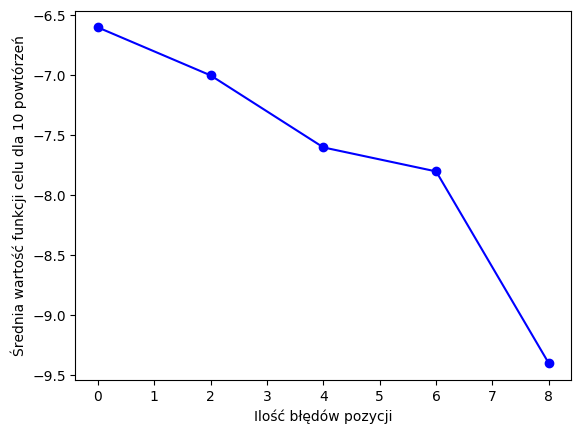 −6.5
−7.0
−7.5
−8.0
−8.5
−9.0
−9.5
Średnia wartość funkcji celu dla 10 powtórzeń
0 1 2 3 4 5 6 7 8
Ilość błędów pozycji